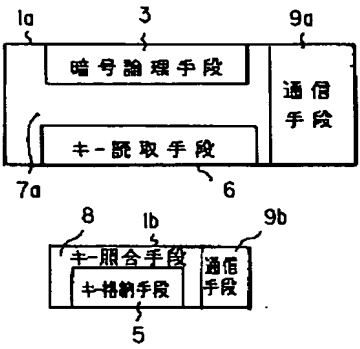 1a
3
9a
暗号論理手段
通信
手段
キー読取手段
7a
6
8
1b
9b
キー照合手段
通信
手段
キー格納手段
5